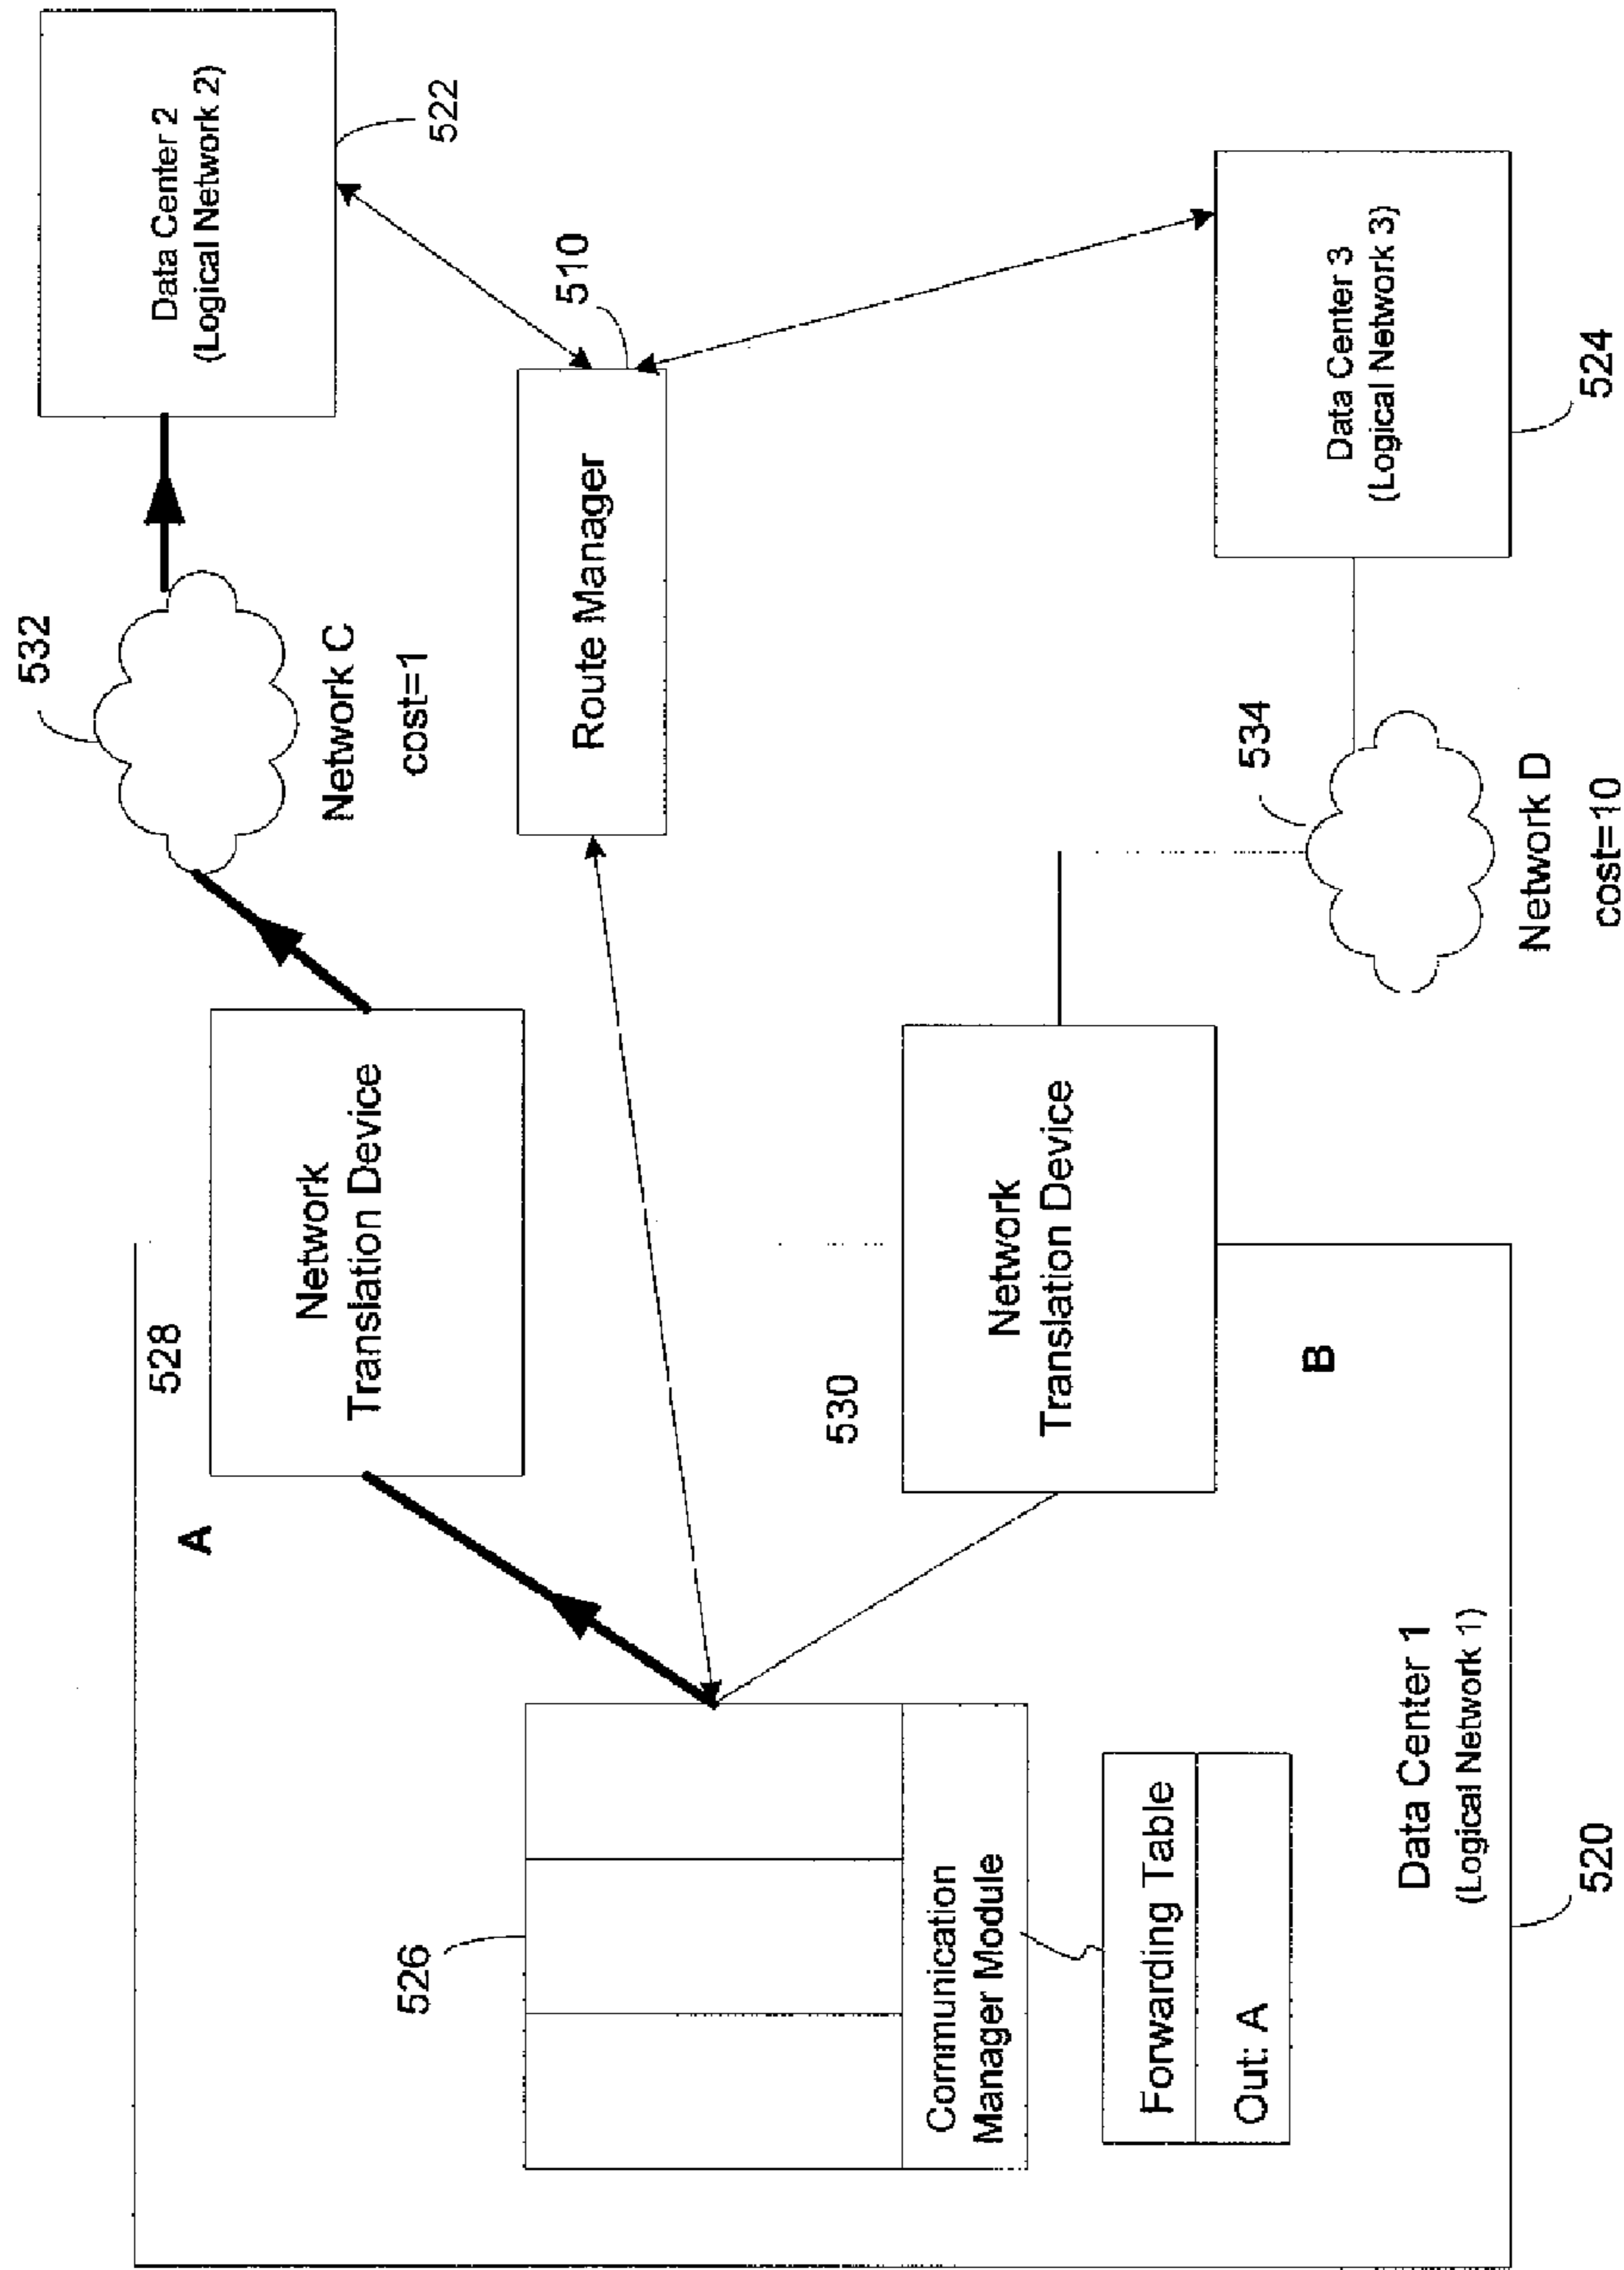 A
528
Network
Translation Device
532
Network C
cost=1
Data Center 2
(Logical Network 2)
522
526
Communication
Manager Module
Forwarding Table
Out: A
Route Manager
510
530
Network
Translation Device
B
534
Network D
cost=10
Data Center 3
(Logical Network 3)
524
Data Center 1
(Logical Network 1)
520